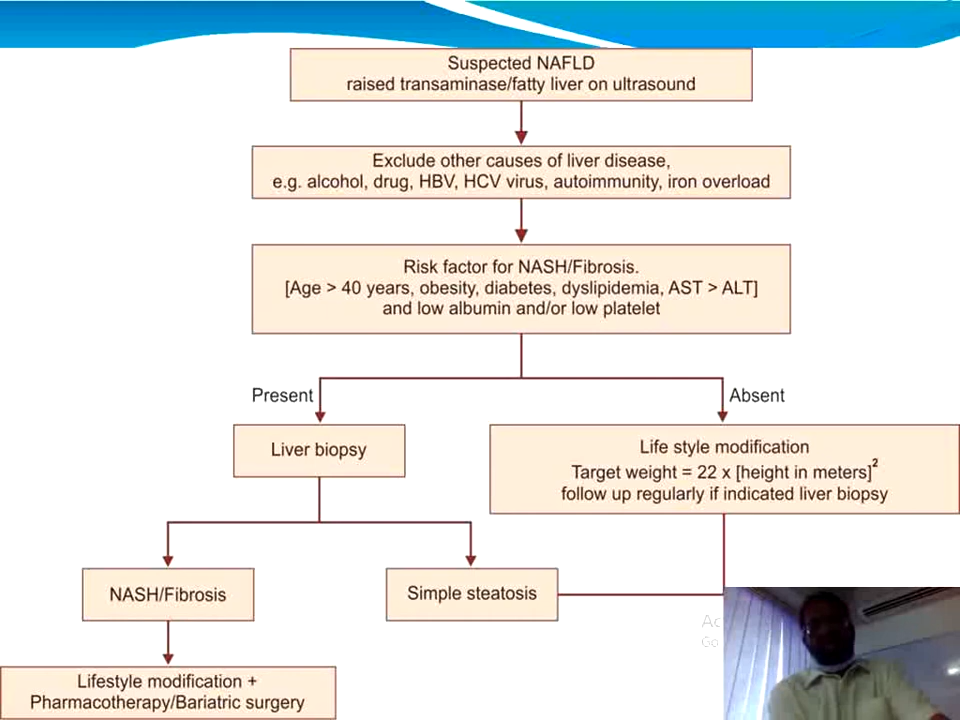 Suspected NAFLD
raised transaminase/fatty liver on ultrasound
Exclude other causes of liver disease,
e.g. alcohol, drug, HBV, HCV virus, autoimmunity, iron overload
Risk factor for NASH/Fibrosis.
[Age > 40 years, obesity, diabetes, dyslipidemia, AST > ALT]
and low albumin and/or low platelet
Present
Absent
Liver biopsy
Life style modification
Target weight = 22 x [height in meters]²
follow up regularly if indicated liver biopsy
NASH/Fibrosis
Simple steatosis
Lifestyle modification +
Pharmacotherapy/Bariatric surgery